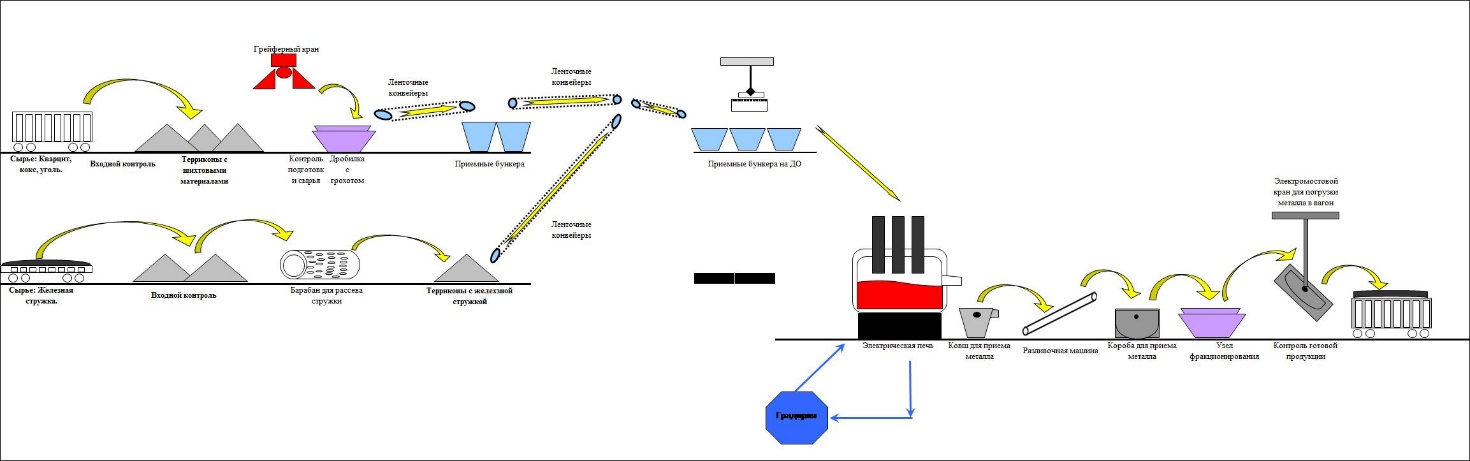 Грейферный кран
Ленточные
конвейеры
Ленточные
конвейеры
Сырье: Кварцит,
кокс, уголь.
Входной контроль
Терриконы с
шихтовыми
материалами
Контроль
подготовк
и сырья
Дробилка
с
грохотом
Приемные бункера
Приемные бункера на ДО
Ленточные
конвейеры
Сырье: Железная
стружка.
Входной контроль
Барабан для рассева
стружки
Терриконы с железной
стружкой
Электромостовой
кран для погрузки
металла в вагон
Электрическая печь
Ковш для приема
металла
Разливочная машина
Короба для приема
металла
Узел
фракционирования
Контроль готовой
продукции
Градирня